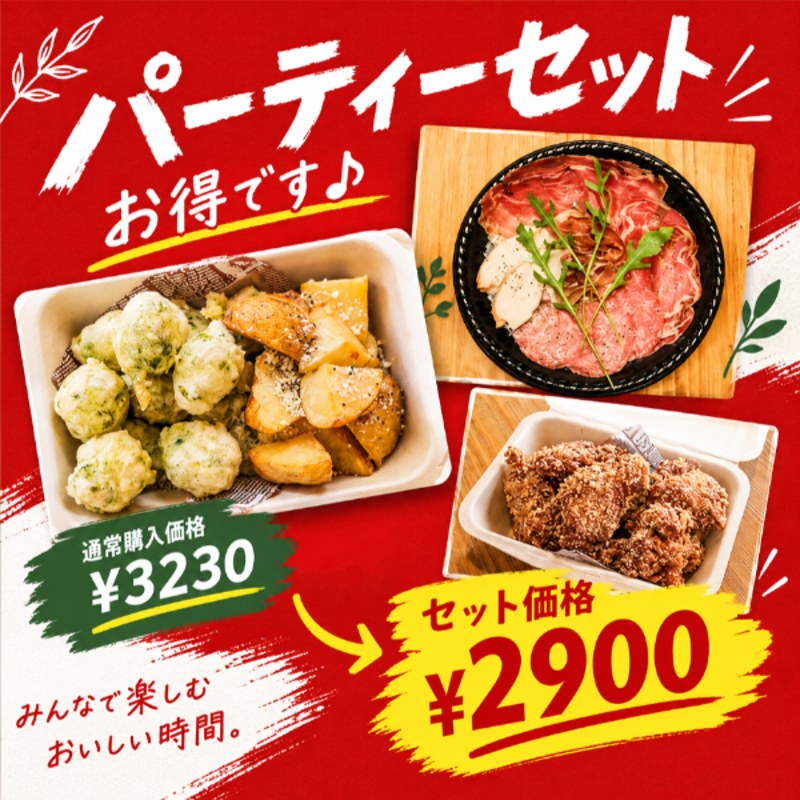 パーティーセット
お得です♪
通常購入価格
¥3230
セット価格
¥2900
みんなで楽しむ
おいしい時間。